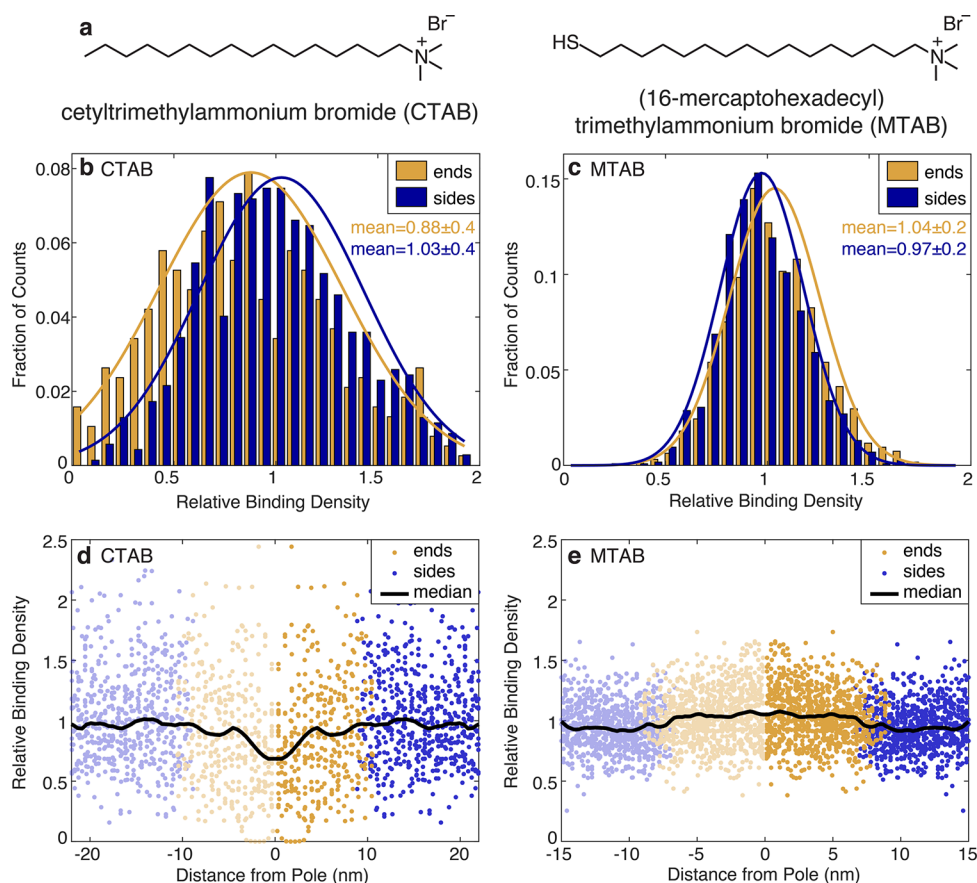 a
Br−
N+
cetyltrimethylammonium bromide (CTAB)
HS
Br−
N+
(16-mercaptohexadecyl)
trimethylammonium bromide (MTAB)
b CTAB
ends
sides
mean=0.88±0.4
mean=1.03±0.4
0.08
0.06
0.04
0.02
0
Fraction of Counts
0
0.5
1
1.5
2
Relative Binding Density
c MTAB
ends
sides
mean=1.04±0.2
mean=0.97±0.2
0.15
0.1
0.05
0
Fraction of Counts
0.5
1
1.5
2
Relative Binding Density
d CTAB
ends
sides
median
2.5
2
1.5
1
0.5
0
Relative Binding Density
-20
-10
0
10
20
Distance from Pole (nm)
e MTAB
ends
sides
median
2.5
2
1.5
1
0.5
0
Relative Binding Density
-15
-10
-5
0
5
10
15
Distance from Pole (nm)